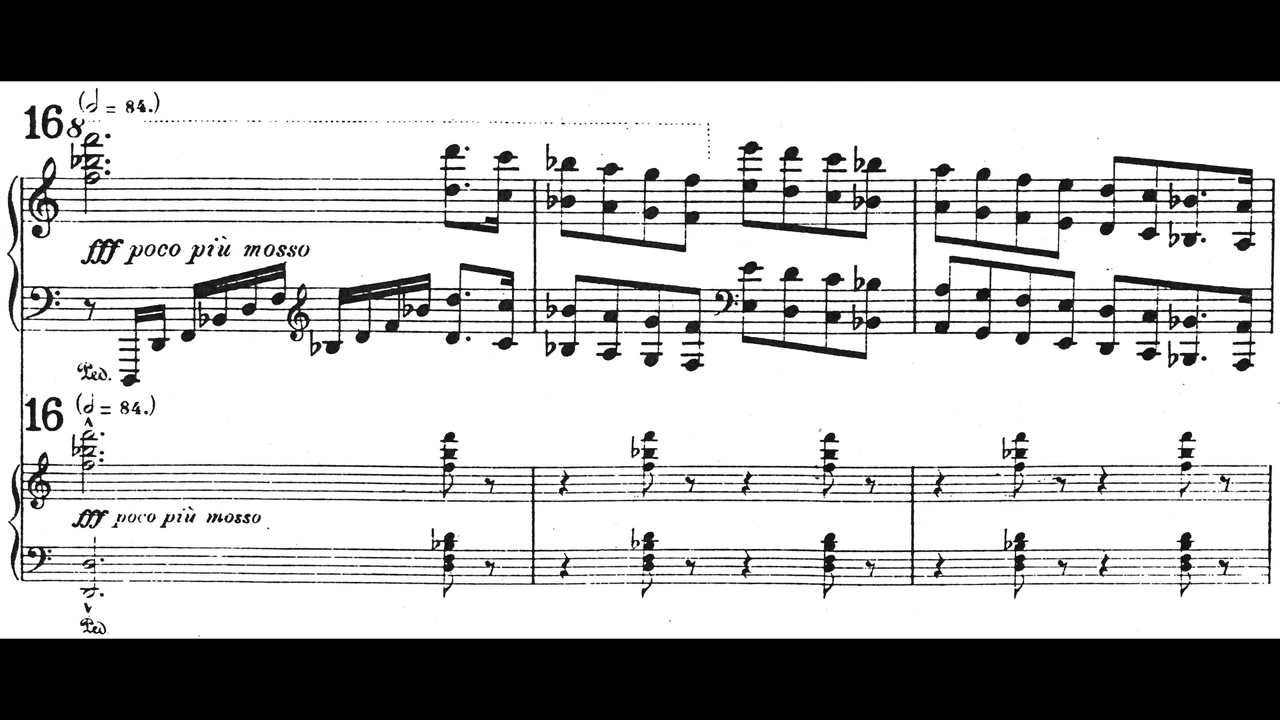 16 (𝅗𝅥 = 84.)
8
fff poco più mosso
Ped.
16 (𝅗𝅥 = 84.)
fff poco più mosso
Ped